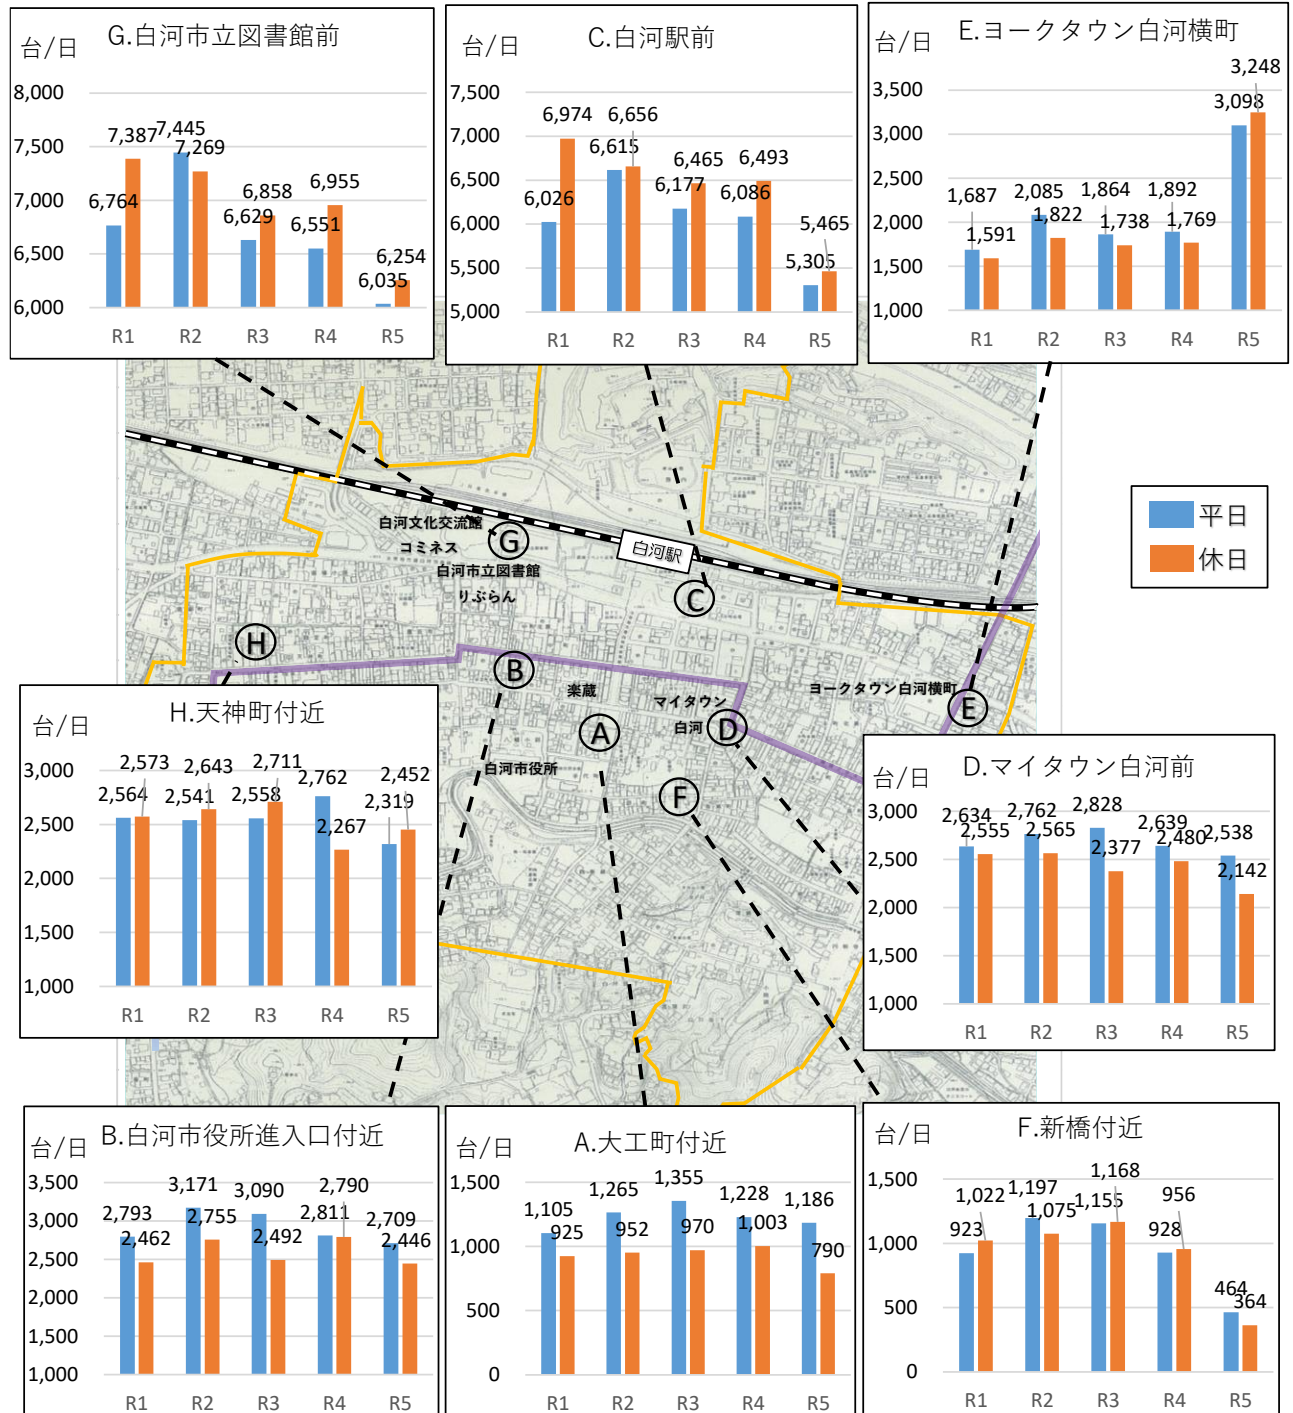 G.白河市立図書館前
台/日
8,000
7,500
7,000
6,500
6,000
6,764
7,387
7,445
7,269
6,629
6,858
6,551
6,955
6,035
6,254
R1 R2 R3 R4 R5
C.白河駅前
台/日
7,500
7,000
6,500
6,000
5,500
5,000
6,026
6,974
6,615
6,656
6,177
6,465
6,086
6,493
5,305
5,465
R1 R2 R3 R4 R5
E.ヨークタウン白河横町
台/日
3,500
3,000
2,500
2,000
1,500
1,000
1,687
1,591
2,085
1,822
1,864
1,738
1,892
1,769
3,098
3,248
R1 R2 R3 R4 R5
平日
休日
白河文化交流館
コミネス
G
白河市立図書館
りぶらん
白河駅
C
H
B
楽蔵
A
マイタウン
白河
D
ヨークタウン白河横町
E
白河市役所
F
H.天神町付近
台/日
3,000
2,500
2,000
1,500
1,000
2,564
2,573
2,541
2,643
2,558
2,711
2,762
2,267
2,319
2,452
R1 R2 R3 R4 R5
D.マイタウン白河前
台/日
3,000
2,500
2,000
1,500
1,000
2,634
2,555
2,762
2,565
2,828
2,377
2,639
2,480
2,538
2,142
R1 R2 R3 R4 R5
B.白河市役所進入口付近
台/日
3,500
3,000
2,500
2,000
1,500
1,000
2,793
2,462
3,171
2,755
3,090
2,492
2,811
2,790
2,709
2,446
R1 R2 R3 R4 R5
A.大工町付近
台/日
1,500
1,000
500
0
1,105
925
1,265
952
1,355
970
1,228
1,003
1,186
790
R1 R2 R3 R4 R5
F.新橋付近
台/日
1,500
1,000
500
0
923
1,022
1,197
1,075
1,155
1,168
928
956
464
364
R1 R2 R3 R4 R5